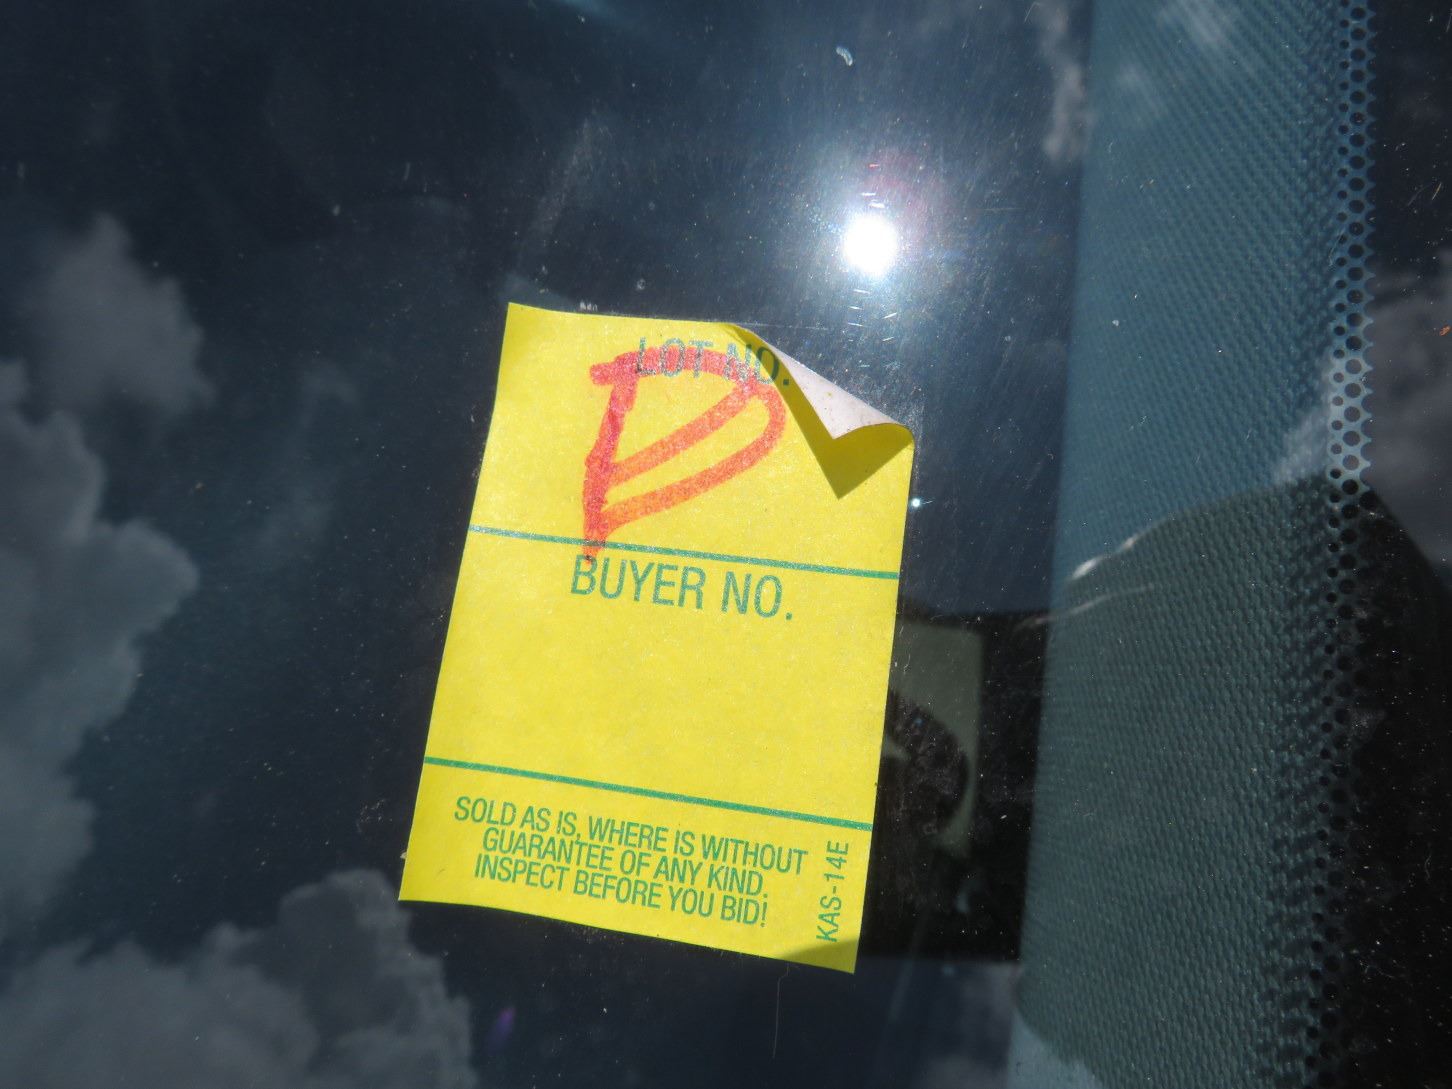 LOT NO.
BUYER NO.
SOLD AS IS, WHERE IS WITHOUT
GUARANTEE OF ANY KIND.
INSPECT BEFORE YOU BID!
KAS-14E